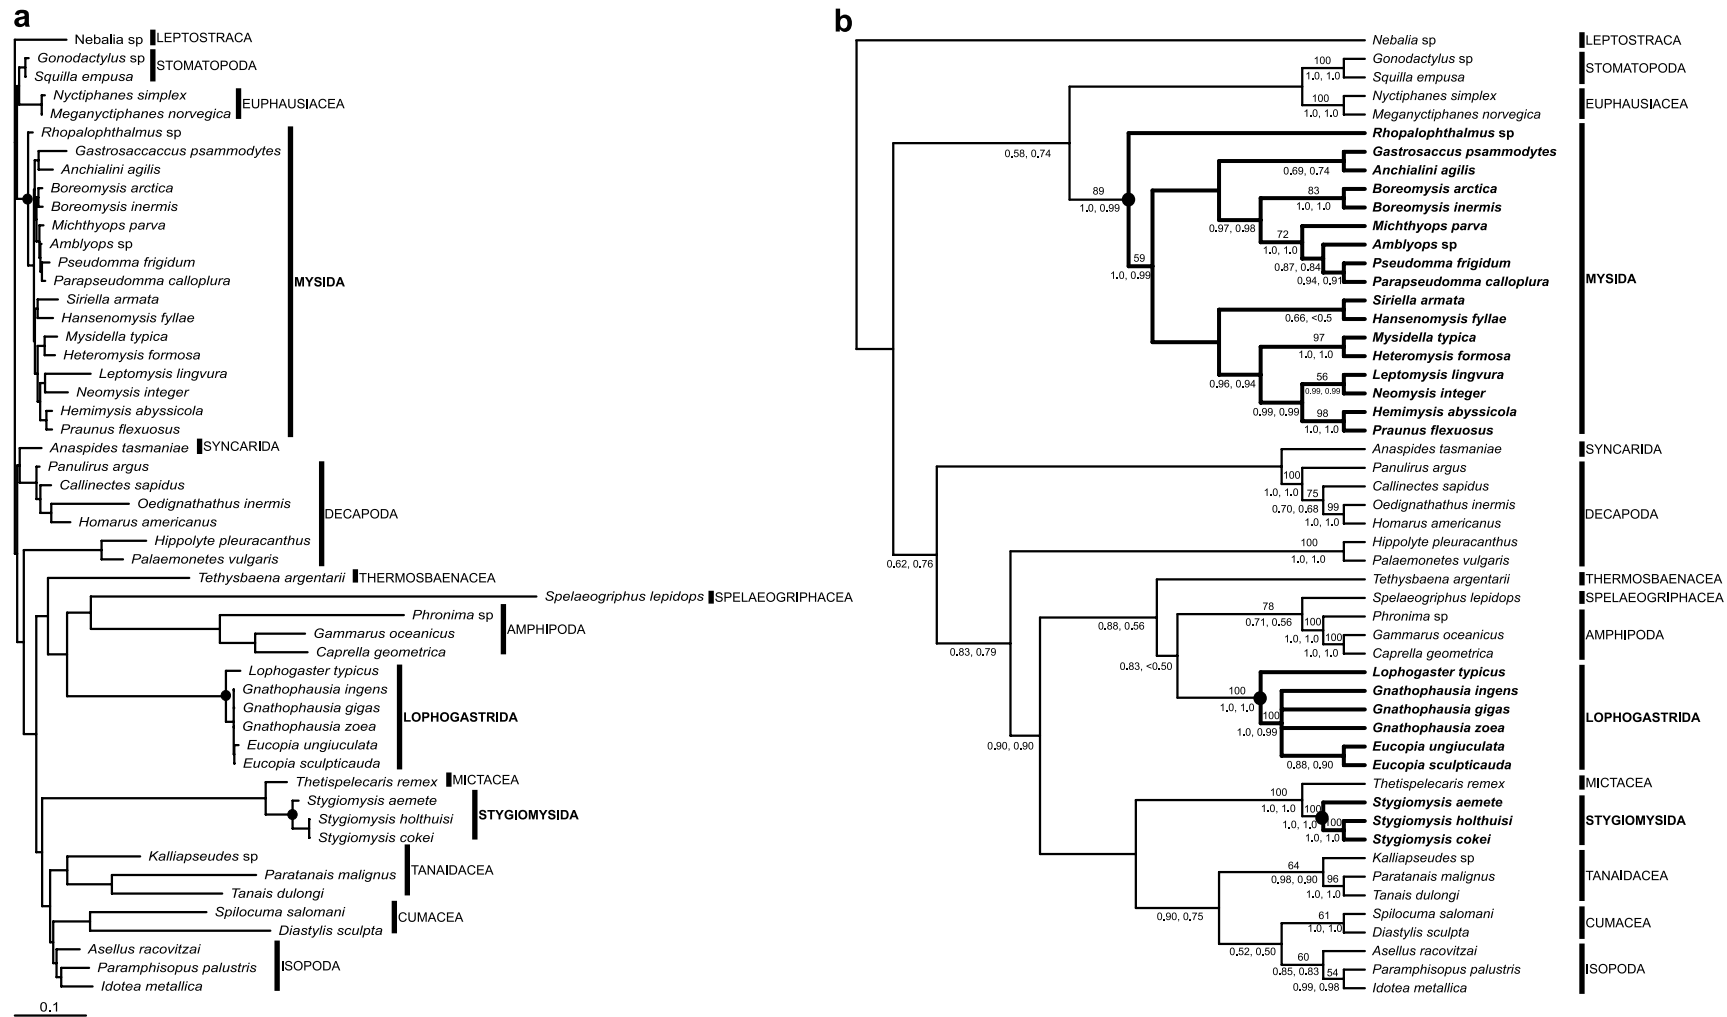 a
Nebalia sp
LEPTOSTRACA
Gonodactylus sp
STOMATOPODA
Squilla empusa
Nyctiphanes simplex
EUPHAUSIACEA
Meganyctiphanes norvegica
Rhopalophthalmus sp
Gastrosaccaccus psammodytes
Anchialini agilis
Boreomysis arctica
Boreomysis inermis
Michthyops parva
Amblyops sp
Pseudomma frigidum
Parapseudomma calloplura
MYSIDA
Siriella armata
Hansenomysis fyllae
Mysidella typica
Heteromysis formosa
Leptomysis lingvura
Neomysis integer
Hemimysis abyssicola
Praunus flexuosus
Anaspides tasmaniae
SYNCARIDA
Panulirus argus
Callinectes sapidus
Oedignathathus inermis
DECAPODA
Homarus americanus
Hippolyte pleuracanthus
Palaemonetes vulgaris
Tethysbaena argentarii
THERMOSBAENACEA
Spelaeogriphus lepidops
SPELAEOGRIPHACEA
Phronima sp
AMPHIPODA
Gammarus oceanicus
Caprella geometrica
Lophogaster typicus
Gnathophausia ingens
Gnathophausia gigas
LOPHOGASTRIDA
Gnathophausia zoea
Eucopia ungiuculata
Eucopia sculpticauda
Thetispelecaris remex
MICTACEA
Stygiomysis aemete
Stygiomysis holthuisi
STYGIOMYSIDA
Stygiomysis cokei
Kalliapseudes sp
TANAIDACEA
Paratanais malignus
Tanais dulongi
Spilocuma salomani
CUMACEA
Diastylis sculpta
Asellus racovitzai
Paramphisopus palustris
ISOPODA
Idotea metallica
0.1
b
Nebalia sp
LEPTOSTRACA
100
Gonodactylus sp
STOMATOPODA
1.0, 1.0
Squilla empusa
100
Nyctiphanes simplex
EUPHAUSIACEA
1.0, 1.0
Meganyctiphanes norvegica
0.58, 0.74
Rhopalophthalmus sp
Gastrosaccus psammodytes
0.69, 0.74
Anchialini agilis
89
1.0, 0.99
83
Boreomysis arctica
1.0, 1.0
Boreomysis inermis
0.97, 0.98
Michthyops parva
72
1.0, 1.0
Amblyops sp
59
1.0, 0.99
0.87, 0.84
Pseudomma frigidum
0.94, 0.91
Parapseudomma calloplura
MYSIDA
Siriella armata
0.66, <0.5
Hansenomysis fyllae
97
Mysidella typica
1.0, 1.0
Heteromysis formosa
0.96, 0.94
56
Leptomysis lingvura
0.99, 0.99
Neomysis integer
0.99, 0.99
98
Hemimysis abyssicola
1.0, 1.0
Praunus flexuosus
Anaspides tasmaniae
SYNCARIDA
100
Panulirus argus
1.0, 1.0
75
Callinectes sapidus
0.70, 0.68
99
Oedignathathus inermis
DECAPODA
1.0, 1.0
Homarus americanus
100
Hippolyte pleuracanthus
1.0, 1.0
Palaemonetes vulgaris
0.62, 0.76
Tethysbaena argentarii
THERMOSBAENACEA
78
Spelaeogriphus lepidops
SPELAEOGRIPHACEA
0.71, 0.56
0.88, 0.56
100
Phronima sp
AMPHIPODA
1.0, 1.0
100
Gammarus oceanicus
1.0, 1.0
Caprella geometrica
0.83, 0.79
0.83, <0.50
Lophogaster typicus
100
1.0, 1.0
Gnathophausia ingens
Gnathophausia gigas
LOPHOGASTRIDA
100
1.0, 0.99
Gnathophausia zoea
0.90, 0.90
Eucopia ungiuculata
0.88, 0.90
Eucopia sculpticauda
Thetispelecaris remex
MICTACEA
100
1.0, 1.0
100
Stygiomysis aemete
1.0, 1.0
100
Stygiomysis holthuisi
STYGIOMYSIDA
1.0, 1.0
Stygiomysis cokei
64
Kalliapseudes sp
TANAIDACEA
0.98, 0.90
96
Paratanais malignus
1.0, 1.0
Tanais dulongi
0.90, 0.75
61
Spilocuma salomani
CUMACEA
1.0, 1.0
Diastylis sculpta
0.52, 0.50
60
Asellus racovitzai
0.85, 0.83
54
Paramphisopus palustris
ISOPODA
0.99, 0.98
Idotea metallica